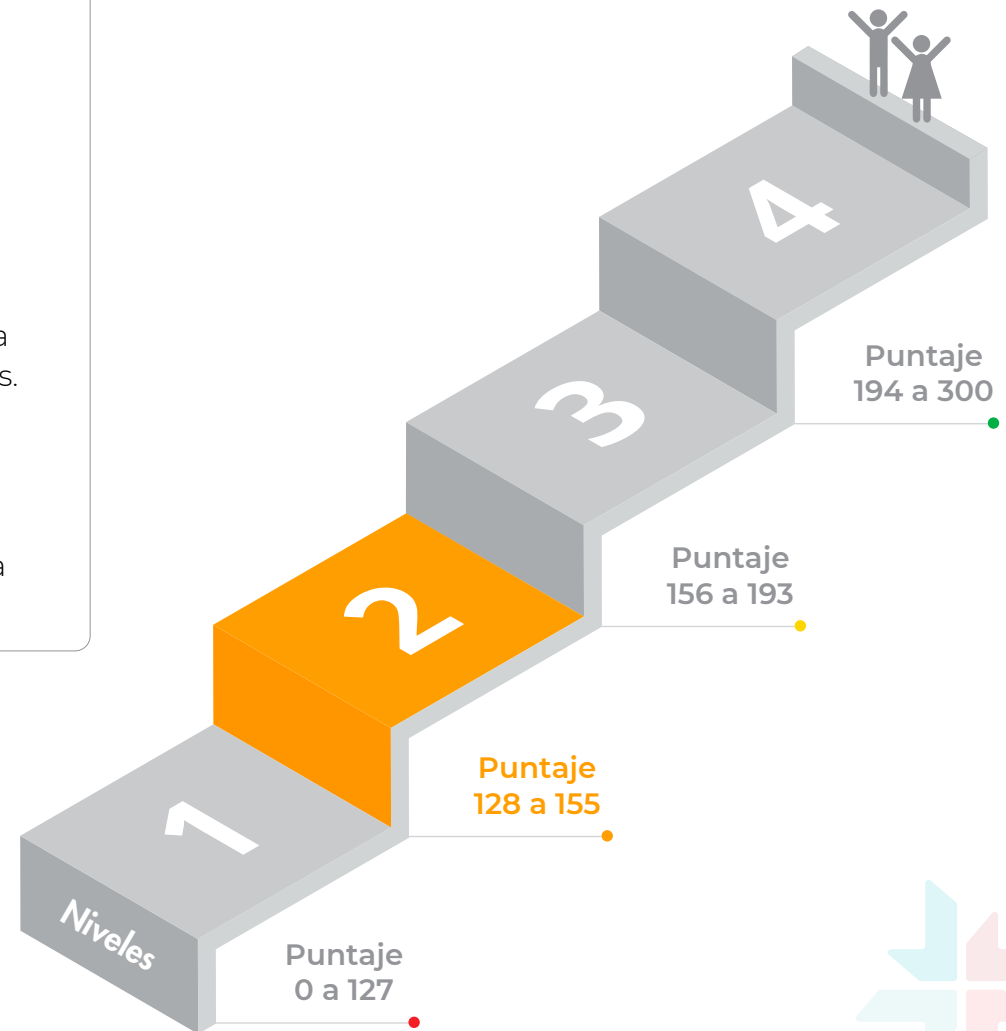 a
s.
a
4
Puntaje
194 a 300
3
Puntaje
156 a 193
2
Puntaje
128 a 155
1
Niveles
Puntaje
0 a 127